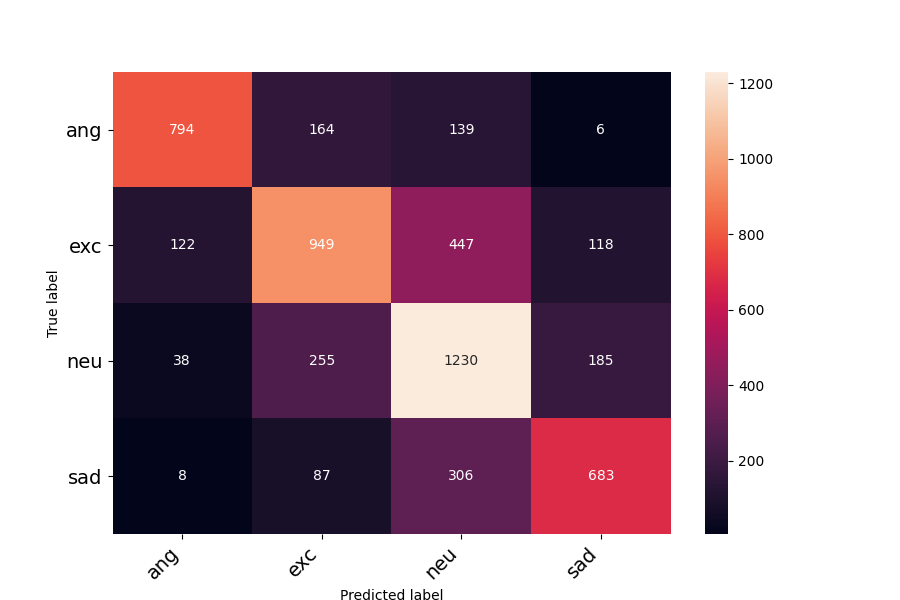 ang 794 164 139 6
exc 122 949 447 118
neu 38 255 1230 185
sad 8 87 306 683
ang exc neu sad
True label
Predicted label
1200
1000
800
600
400
200